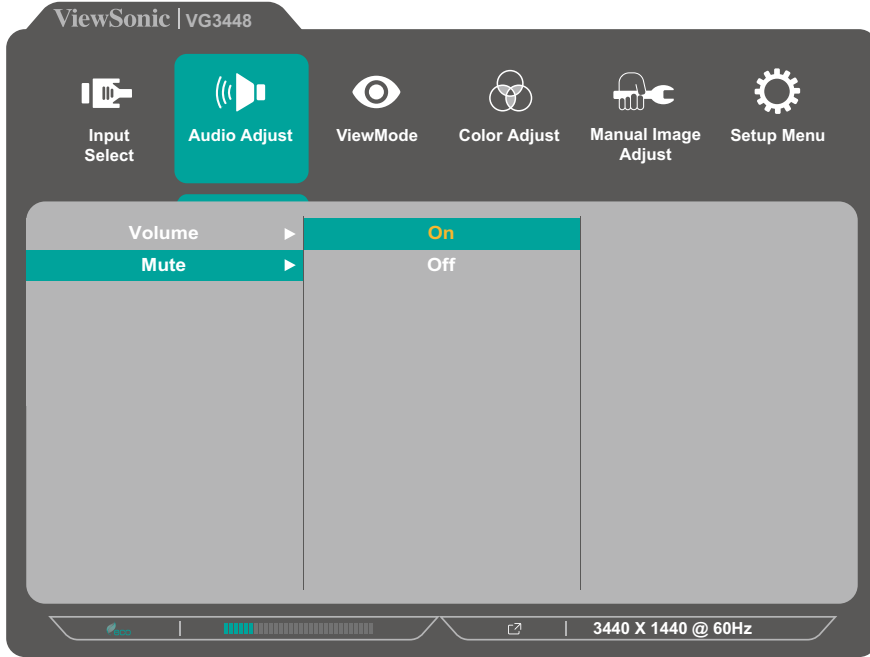 ViewSonic | VG3448
Input Select
Audio Adjust
ViewMode
Color Adjust
Manual Image Adjust
Setup Menu
Volume
On
Mute
Off
eco
3440 X 1440 @ 60Hz